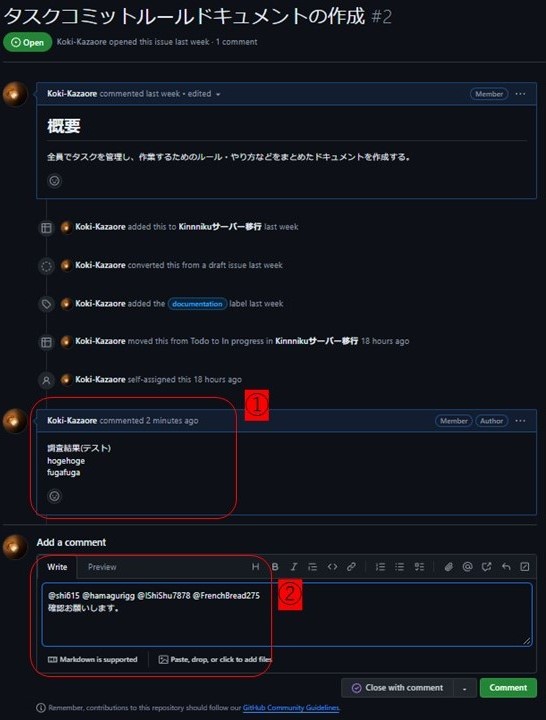 タスクコミットルールドキュメントの作成 #2
Open
Koki-Kazaore opened this issue last week · 1 comment
Koki-Kazaore commented last week • edited
Member
概要
全員でタスクを管理し、作業するためのルール・やり方などをまとめたドキュメントを作成する。
Koki-Kazaore added this to Kinnnikuサーバー移行 last week
Koki-Kazaore converted this from a draft issue last week
Koki-Kazaore added the documentation label last week
Koki-Kazaore moved this from Todo to In progress in Kinnnikuサーバー移行 18 hours ago
Koki-Kazaore self-assigned this 18 hours ago
①
Koki-Kazaore commented 2 minutes ago
Member Author
調査結果(テスト)
hogehoge
fugafuga
Add a comment
Write Preview
②
@shi615 @hamagurigg @IShiShu7878 @FrenchBread275
確認お願いします。
Markdown is supported
Paste, drop, or click to add files
Close with comment
Comment
Remember, contributions to this repository should follow our GitHub Community Guidelines.